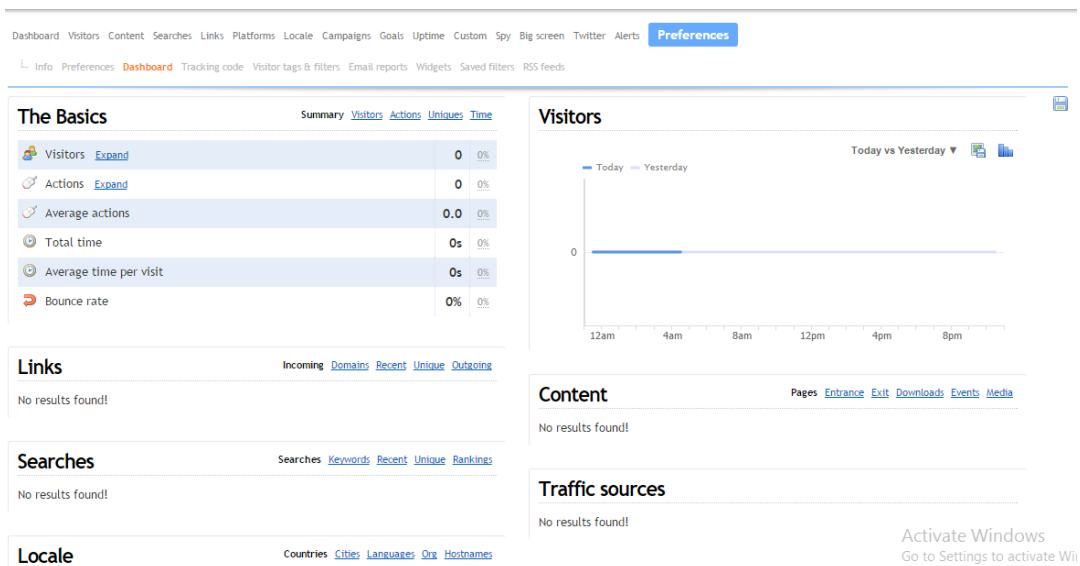 Dashboard Visitors Content Searches Links Platforms Locale Campaigns Goals Uptime Custom Spy Big screen Twitter Alerts Preferences
Info Preferences Dashboard Tracking code Visitor tags & filters Email reports Widgets Saved filters RSS feeds
The Basics Summary Visitors Actions Uniques Time
Visitors Expand 0 0%
Actions Expand 0 0%
Average actions 0.0 0%
Total time 0s 0%
Average time per visit 0s 0%
Bounce rate 0% 0%
Links Incoming Domains Recent Unique Outgoing
No results found!
Searches Searches Keywords Recent Unique Rankings
No results found!
Locale Countries Cities Languages Org Hostnames
Visitors
Today vs Yesterday ▼
Today Yesterday
0
12am 4am 8am 12pm 4pm 8pm
Content Pages Entrance Exit Downloads Events Media
No results found!
Traffic sources
No results found!
Activate Windows
Go to Settings to activate Wi